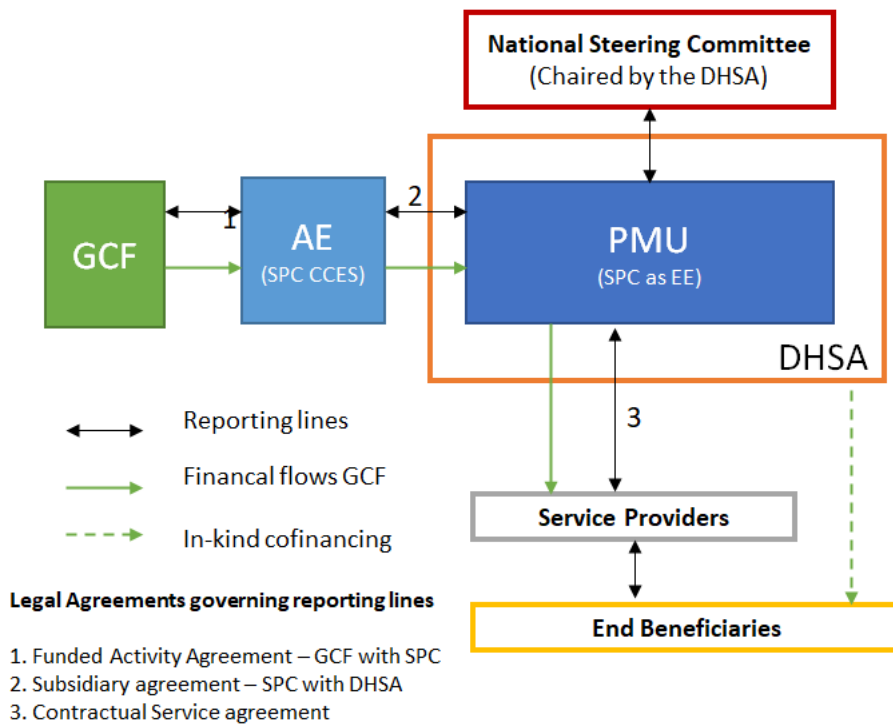 National Steering Committee
(Chaired by the DHSA)
GCF
1
AE
(SPC CCES)
2
PMU
(SPC as EE)
DHSA
3
Reporting lines
Financal flows GCF
In-kind cofinancing
Service Providers
End Beneficiaries
Legal Agreements governing reporting lines
1. Funded Activity Agreement – GCF with SPC
2. Subsidiary agreement – SPC with DHSA
3. Contractual Service agreement